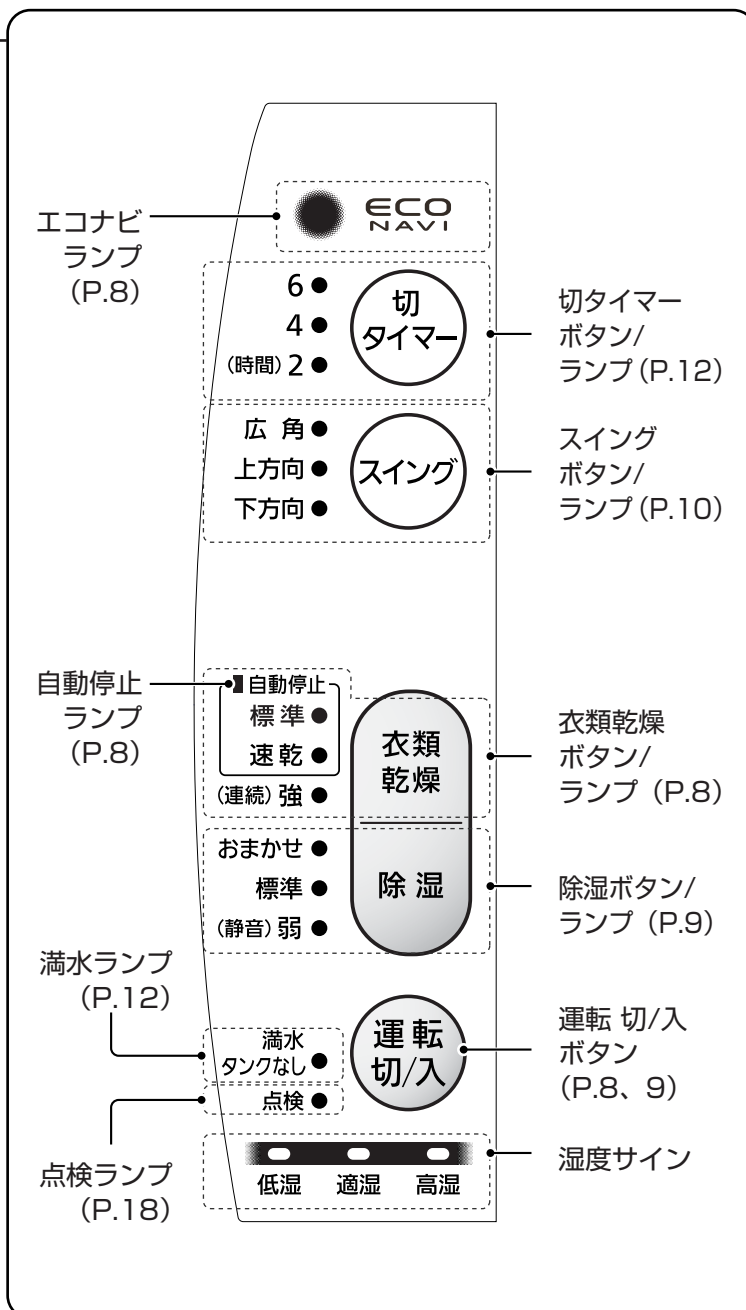 エコナビ
ランプ
(P.8)
ECO
NAVI
6
4
(時間) 2
切
タイマー
切タイマー
ボタン/
ランプ(P.12)
広 角
上方向
下方向
スイング
スイング
ボタン/
ランプ(P.10)
自動停止
ランプ
(P.8)
自動停止
標準
速乾
(連続) 強
衣類
乾燥
衣類乾燥
ボタン/
ランプ (P.8)
おまかせ
標準
(静音) 弱
除湿
除湿ボタン/
ランプ (P.9)
満水ランプ
(P.12)
満水
タンクなし
点検
運転
切/入
運転 切/入
ボタン
(P.8、9)
点検ランプ
(P.18)
低湿 適湿 高湿
湿度サイン